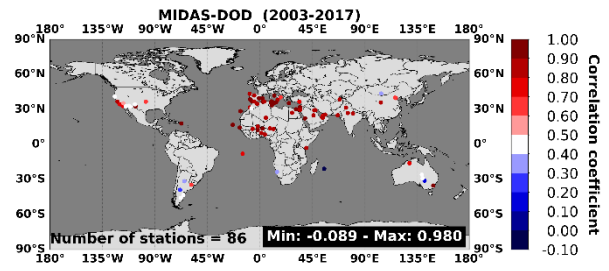 MIDAS-DOD (2003-2017)
180° 135°W 90°W 45°W 0° 45°E 90°E 135°E 180°
90°N 90°N
60°N 60°N
30°N 30°N
0° 0°
30°S 30°S
60°S 60°S
90°S 90°S
Number of stations = 86 Min: -0.089 - Max: 0.980
180° 135°W 90°W 45°W 0° 45°E 90°E 135°E 180°
1.00
0.90
0.80
0.70
0.60
0.50
0.40
0.30
0.20
0.10
0.00
-0.10
Correlation coefficient